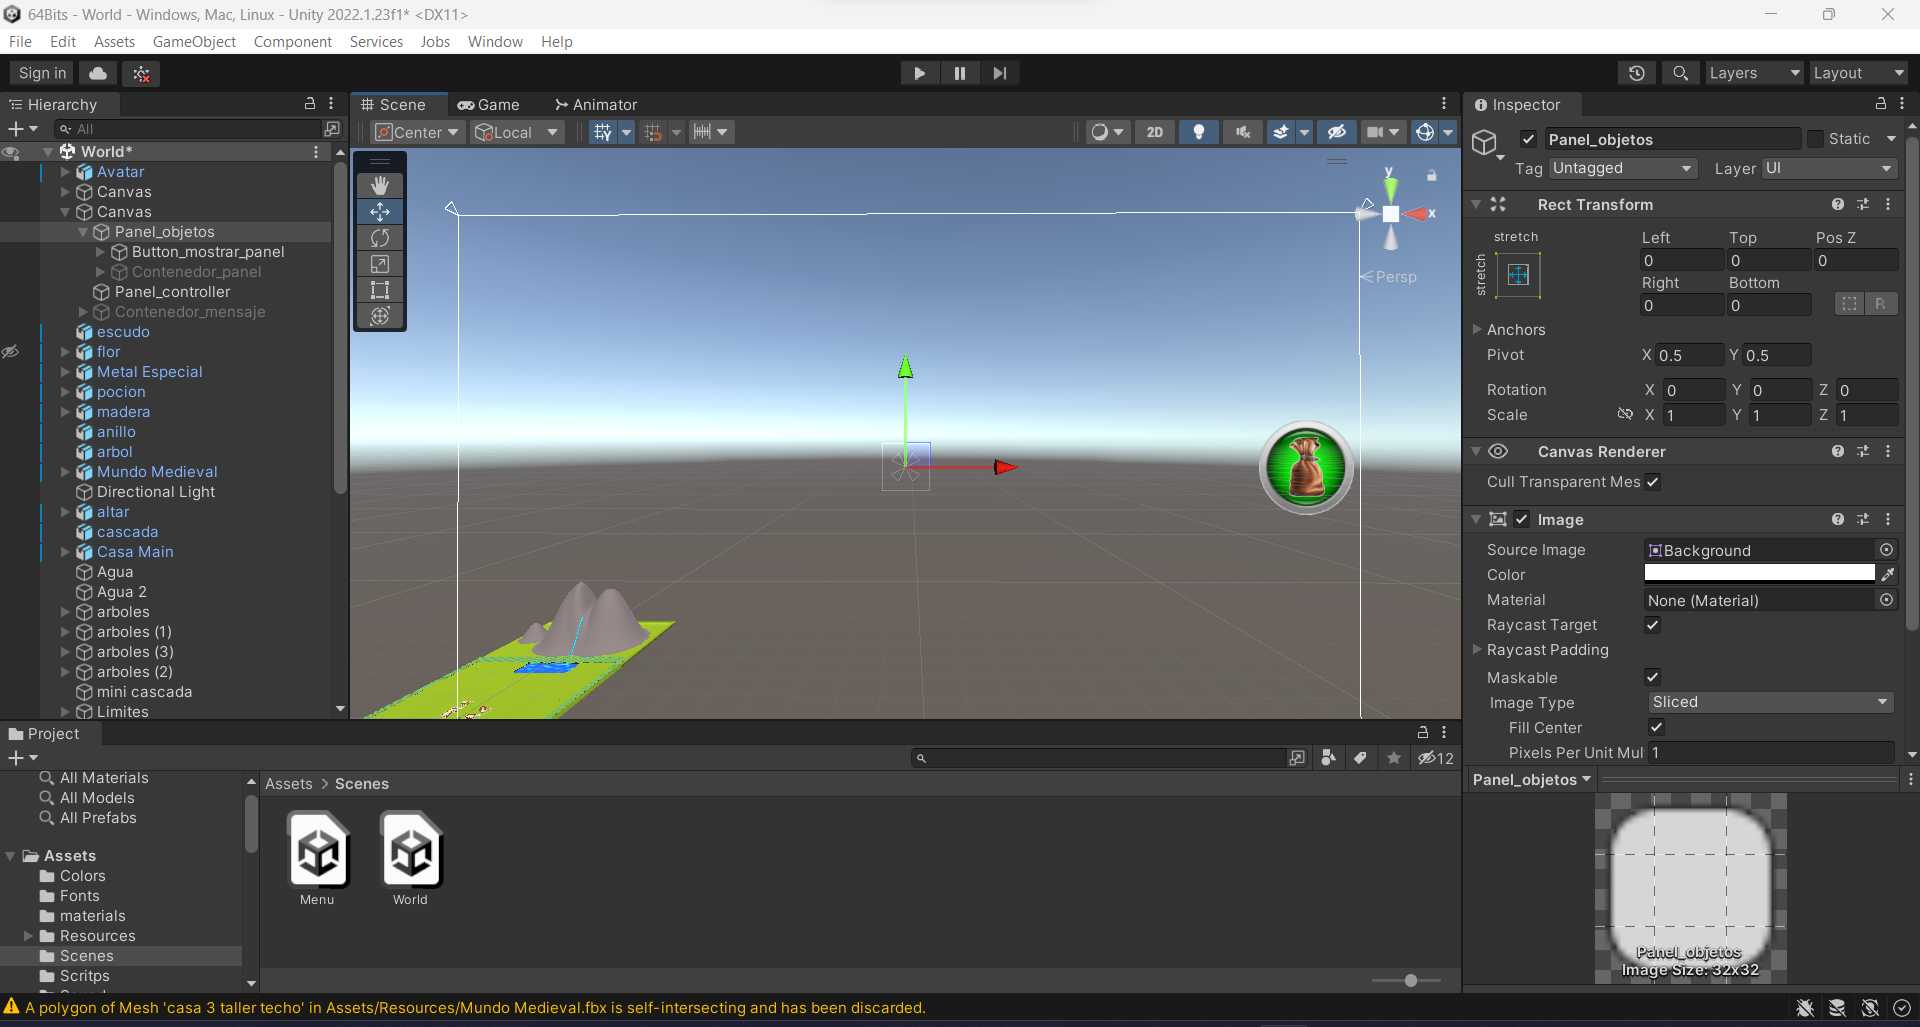 64Bits - World - Windows, Mac, Linux - Unity 2022.1.23f1* <DX11>
File Edit Assets GameObject Component Services Jobs Window Help
Sign in
Layers
Layout
Hierarchy
All
World*
Avatar
Canvas
Canvas
Panel_objetos
Button_mostrar_panel
Contenedor_panel
Panel_controller
Contenedor_mensaje
escudo
flor
Metal Especial
pocion
madera
anillo
arbol
Mundo Medieval
Directional Light
altar
cascada
Casa Main
Agua
Agua 2
arboles
arboles (1)
arboles (3)
arboles (2)
mini cascada
Limites
Scene Game Animator
Center Local 2D
y
x
Persp
Inspector
Panel_objetos Static
Tag Untagged Layer UI
Rect Transform
stretch
stretch
Left Top Pos Z
0 0 0
Right Bottom
0 0 R
Anchors
Pivot X 0.5 Y 0.5
Rotation X 0 Y 0 Z 0
Scale X 1 Y 1 Z 1
Canvas Renderer
Cull Transparent Mes
Image
Source Image Background
Color
Material None (Material)
Raycast Target
Raycast Padding
Maskable
Image Type Sliced
Fill Center
Pixels Per Unit Mul 1
Panel_objetos
Panel_objetos
Image Size: 32x32
Project
12
All Materials
All Models
All Prefabs
Assets
Colors
Fonts
materials
Resources
Scenes
Scritps
Assets > Scenes
Menu World
A polygon of Mesh 'casa 3 taller techo' in Assets/Resources/Mundo Medieval.fbx is self-intersecting and has been discarded.